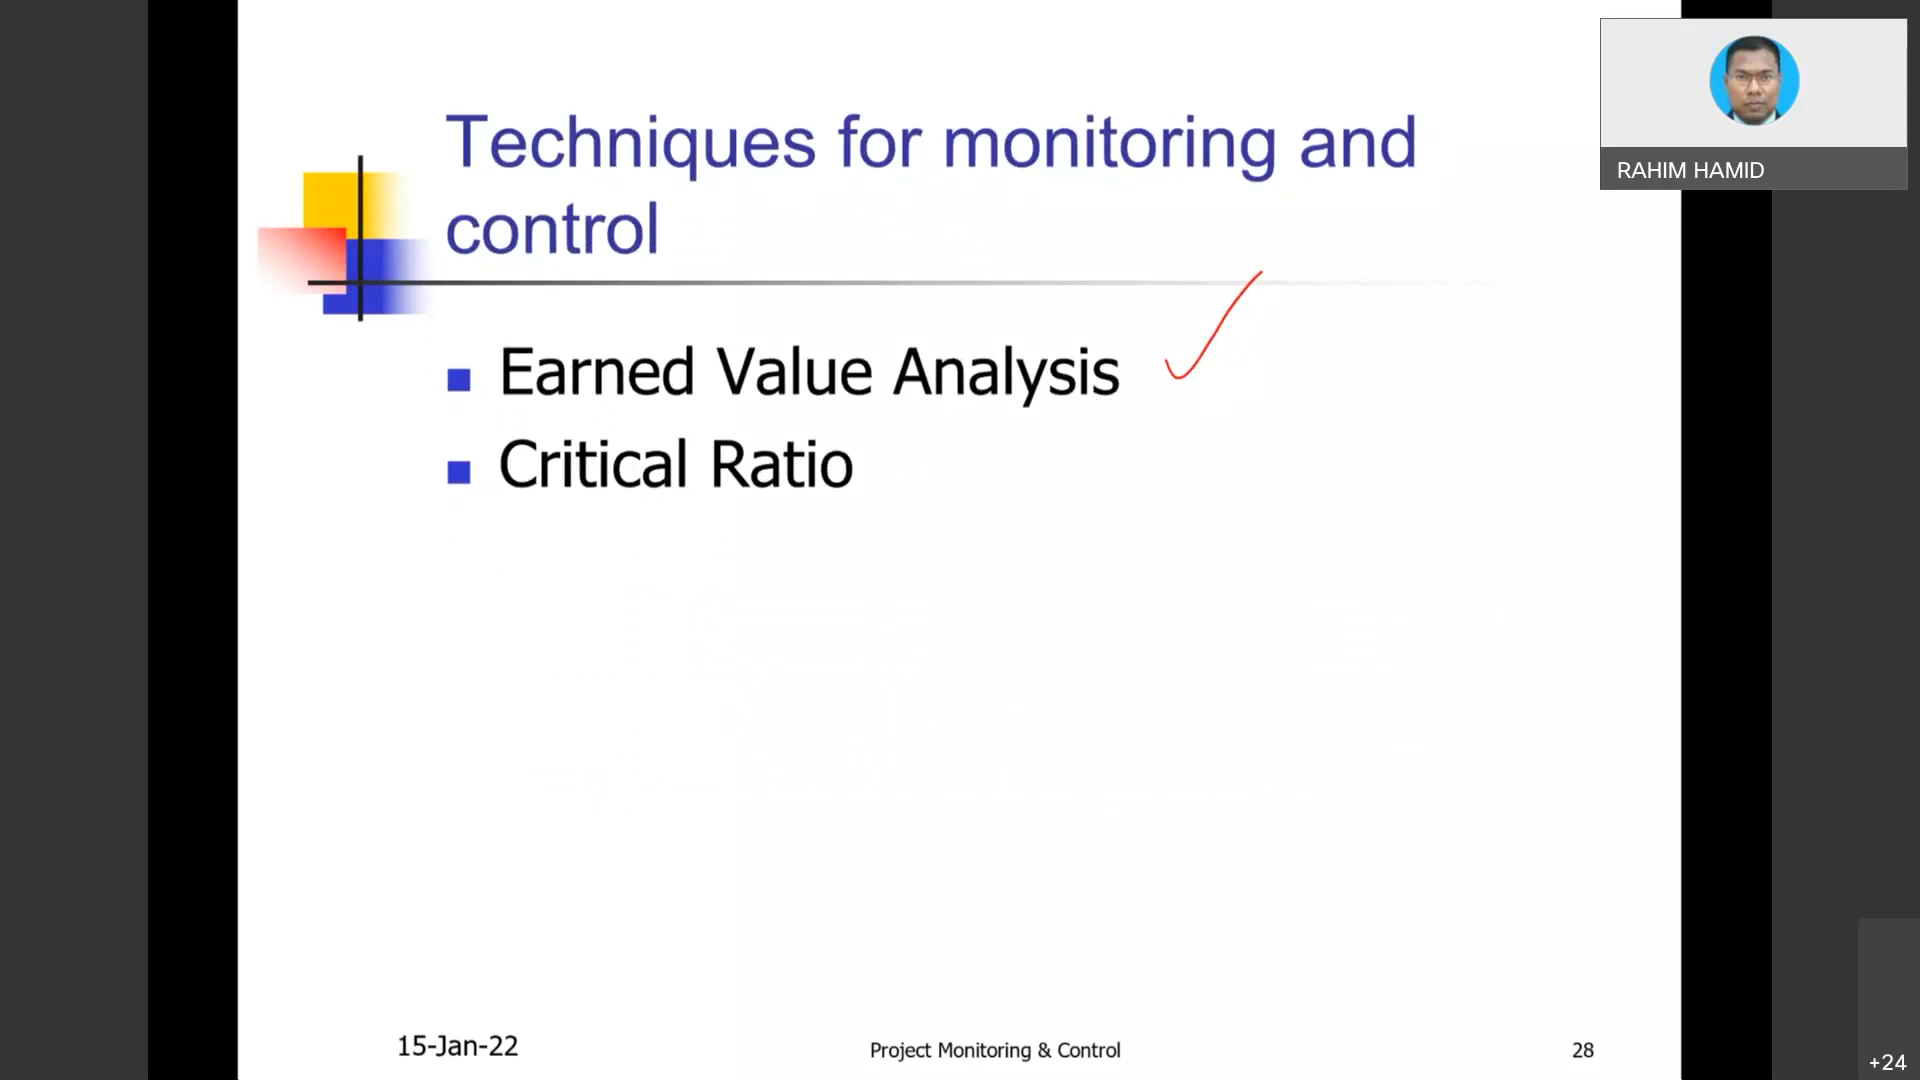 Techniques for monitoring and
control
RAHIM HAMID
Earned Value Analysis
Critical Ratio
15-Jan-22
Project Monitoring & Control
28
+24